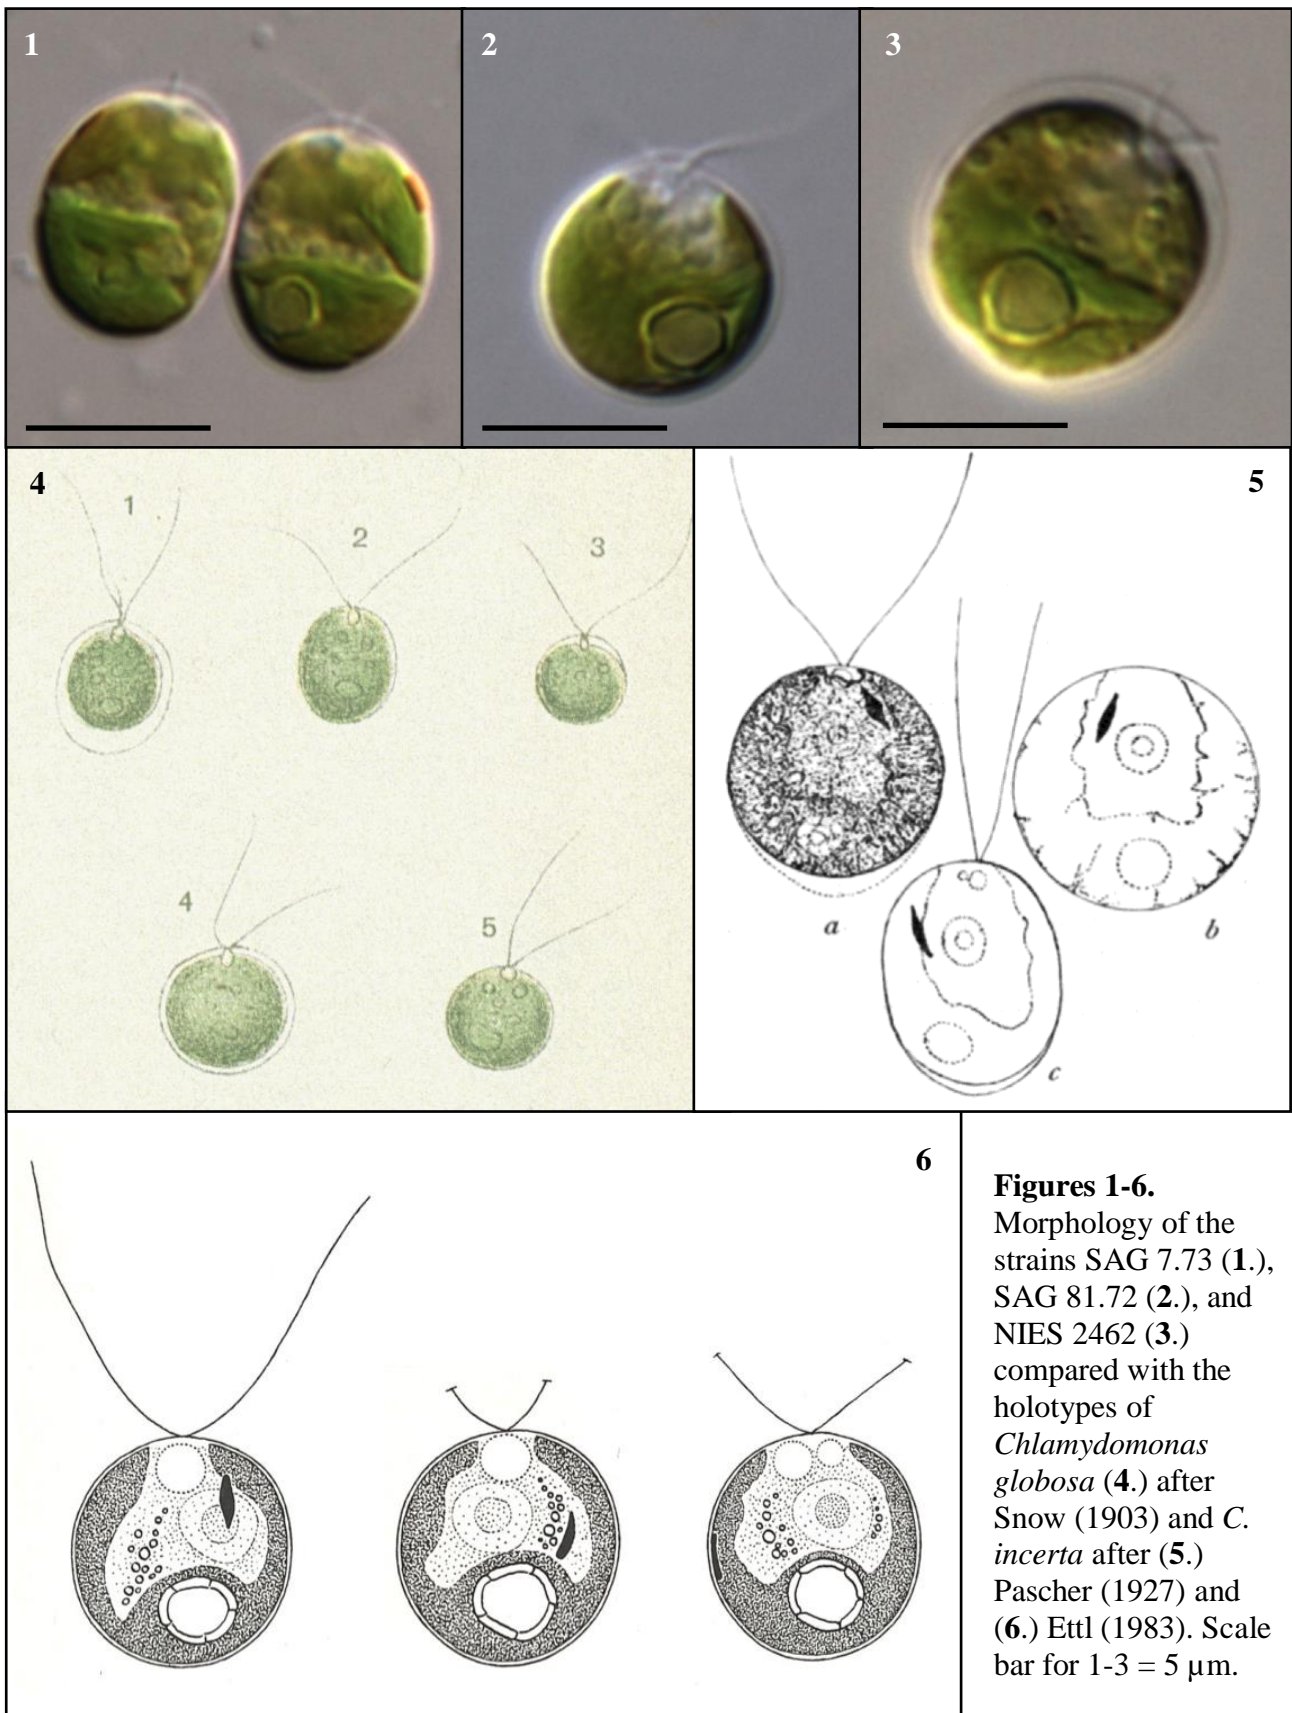 1
2
3
4
1
2
3
4
5
5
a
b
c
6
Figures 1-6.
Morphology of the
strains SAG 7.73 (1.),
SAG 81.72 (2.), and
NIES 2462 (3.)
compared with the
holotypes of
Chlamydomonas
globosa (4.) after
Snow (1903) and C.
incerta after (5.)
Pascher (1927) and
(6.) Ettl (1983). Scale
bar for 1-3 = 5 µm.